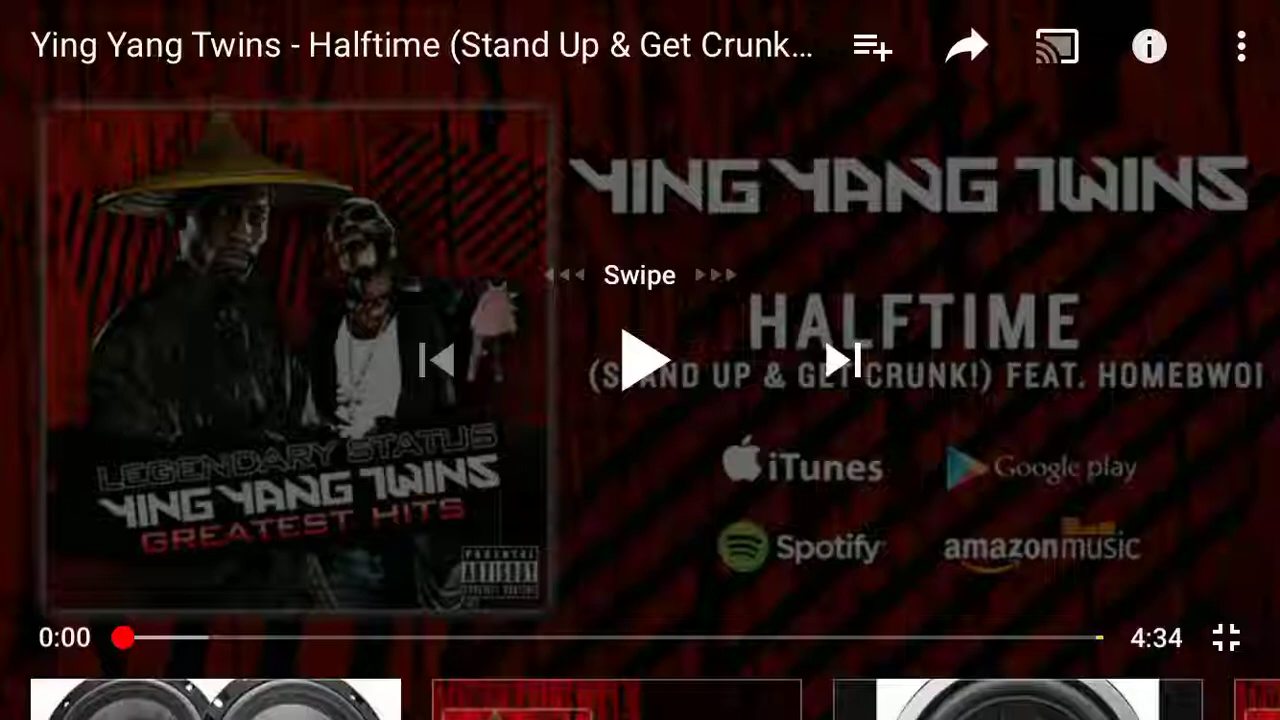 Ying Yang Twins - Halftime (Stand Up & Get Crunk...
YING YANG TWINS
Swipe
HALFTIME
(STAND UP & GET CRUNK!) FEAT. HOMEBWOI
LEGENDARY STATUS
YING YANG TWINS
GREATEST HITS
PARENTAL
ADVISORY
iTunes
Google play
Spotify
amazonmusic
0:00
4:34